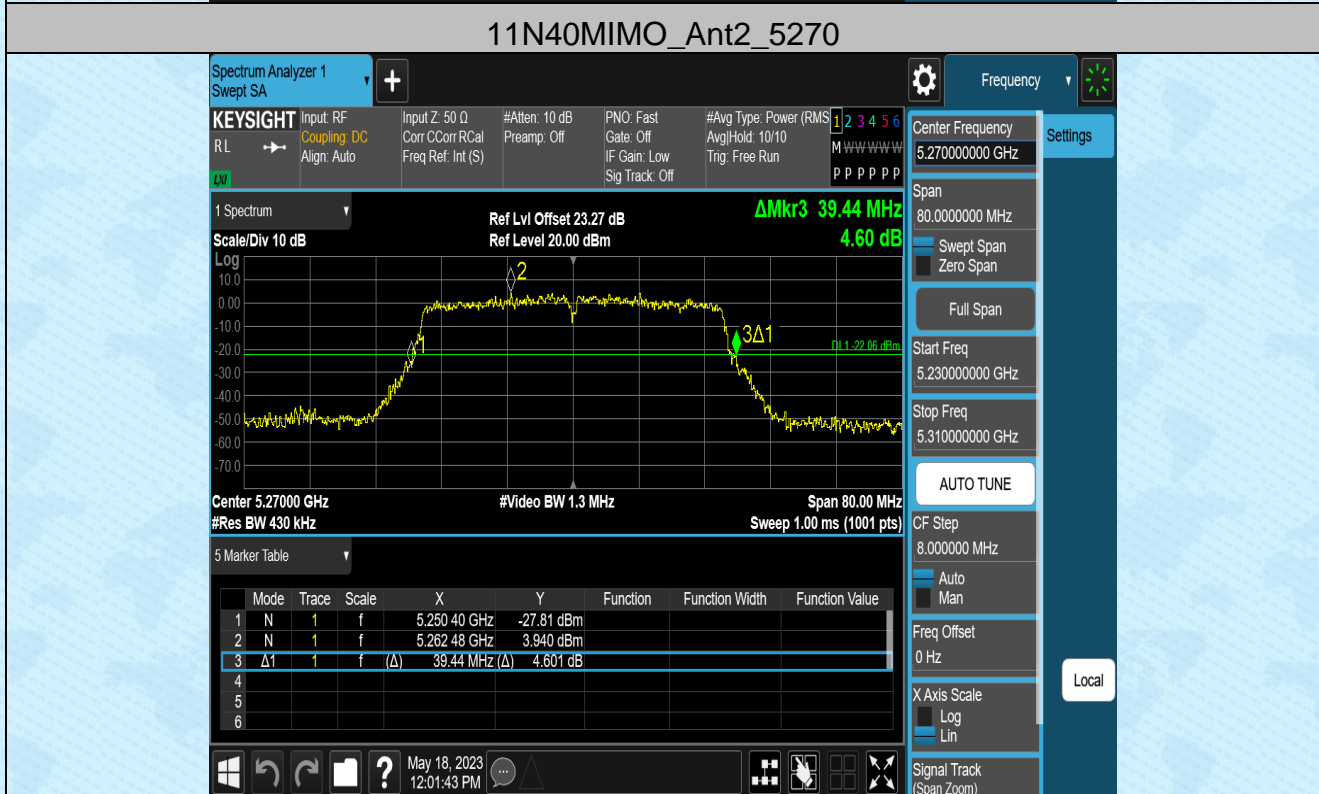 11N40MIMO_Ant2_5270
Spectrum Analyzer 1
Swept SA
Frequency
KEYSIGHT
RL
LXI
Input: RF
Coupling: DC
Align: Auto
Input Z: 50 Ω
Corr CCorr RCal
Freq Ref: Int (S)
#Atten: 10 dB
Preamp: Off
PNO: Fast
Gate: Off
IF Gain: Low
Sig Track: Off
#Avg Type: Power (RMS
Avg|Hold: 10/10
Trig: Free Run
1 2 3 4 5 6
M W W W W W
P P P P P P
1 Spectrum
Scale/Div 10 dB
Log
Ref Lvl Offset 23.27 dB
Ref Level 20.00 dBm
ΔMkr3 39.44 MHz
4.60 dB
10.0
0.00
-10.0
-20.0
-30.0
-40.0
-50.0
-60.0
-70.0
2
1
3Δ1
DL1 -22.06 dBm
Center 5.27000 GHz
#Video BW 1.3 MHz
Span 80.00 MHz
#Res BW 430 kHz
Sweep 1.00 ms (1001 pts)
5 Marker Table
Mode Trace Scale X Y Function Function Width Function Value
1 N 1 f 5.250 40 GHz -27.81 dBm
2 N 1 f 5.262 48 GHz 3.940 dBm
3 Δ1 1 f (Δ) 39.44 MHz (Δ) 4.601 dB
4
5
6
May 18, 2023
12:01:43 PM
Center Frequency
5.270000000 GHz
Settings
Span
80.0000000 MHz
Swept Span
Zero Span
Full Span
Start Freq
5.230000000 GHz
Stop Freq
5.310000000 GHz
AUTO TUNE
CF Step
8.000000 MHz
Auto
Man
Freq Offset
0 Hz
Local
X Axis Scale
Log
Lin
Signal Track
(Span Zoom)